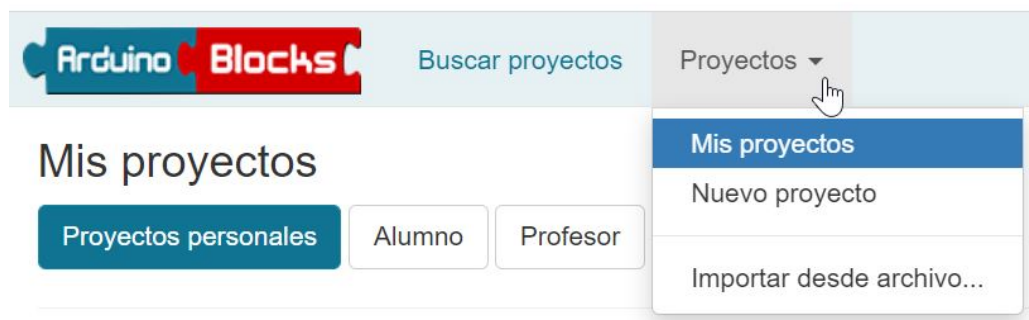 Arduino Blocks
Buscar proyectos
Proyectos
Mis proyectos
Nuevo proyecto
Importar desde archivo...
Mis proyectos
Proyectos personales
Alumno
Profesor